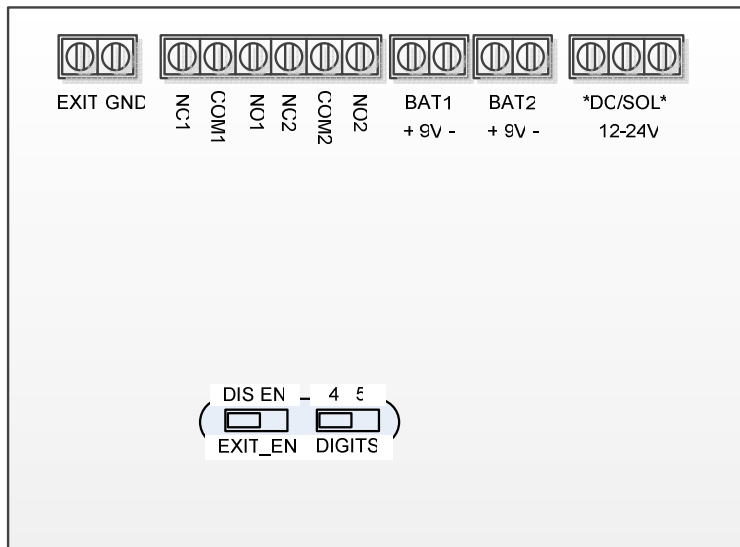 EXIT GND
NC1
COM1
NO1
NC2
COM2
NO2
BAT1
+ 9V -
BAT2
+ 9V -
*DC/SOL*
12-24V
DIS EN
4 5
EXIT_EN
DIGITS